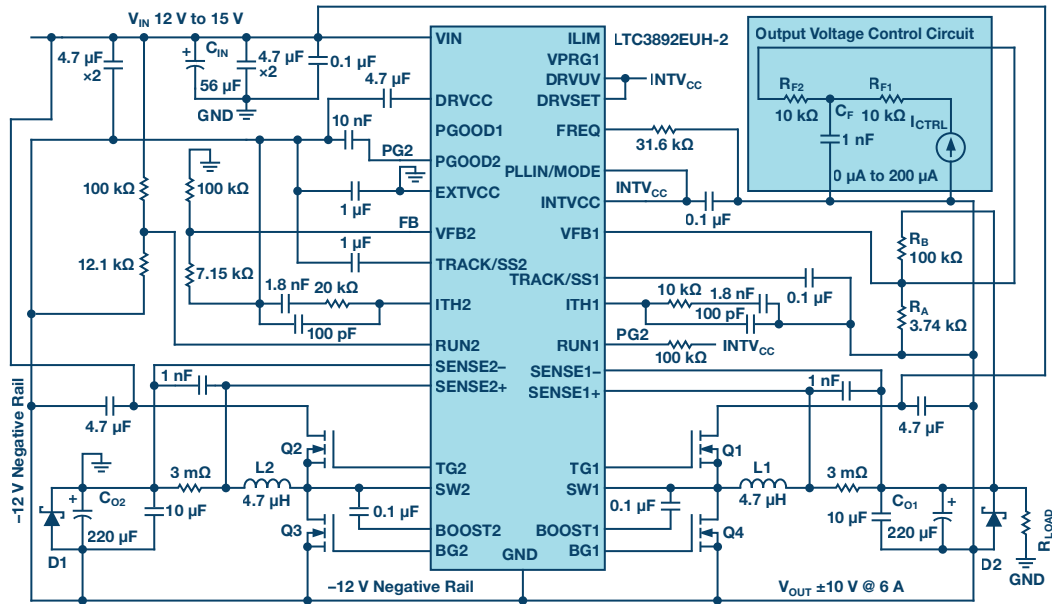 VIN 12 V to 15 V
4.7 µF
×2
CIN
+
56 µF
4.7 µF
×2
0.1 µF
GND
4.7 µF
10 nF
PG2
1 µF
1 µF
100 kΩ
12.1 kΩ
100 kΩ
FB
7.15 kΩ
1.8 nF
20 kΩ
100 pF
1 nF
–12 V Negative Rail
4.7 µF
Q2
3 mΩ
L2
4.7 µH
CO2
+
220 µF
10 µF
D1
Q3
0.1 µF
–12 V Negative Rail
VIN
DRVCC
PGOOD1
PGOOD2
EXTVCC
VFB2
TRACK/SS2
ITH2
RUN2
SENSE2–
SENSE2+
TG2
SW2
BOOST2
BG2
GND
ILIM
VPRG1
DRVUV
DRVSET
FREQ
PLLIN/MODE
INTVCC
VFB1
TRACK/SS1
ITH1
RUN1
SENSE1–
SENSE1+
TG1
SW1
BOOST1
BG1
LTC3892EUH-2
INTVCC
31.6 kΩ
INTVCC
0.1 µF
Output Voltage Control Circuit
RF2
10 kΩ
RF1
10 kΩ
CF
1 nF
ICTRL
0 µA to 200 µA
RB
100 kΩ
RA
3.74 kΩ
0.1 µF
10 kΩ
1.8 nF
100 pF
PG2
100 kΩ
INTVCC
1 nF
4.7 µF
Q1
L1
4.7 µH
3 mΩ
0.1 µF
Q4
10 µF
CO1
+
220 µF
D2
RLOAD
GND
VOUT ±10 V @ 6 A